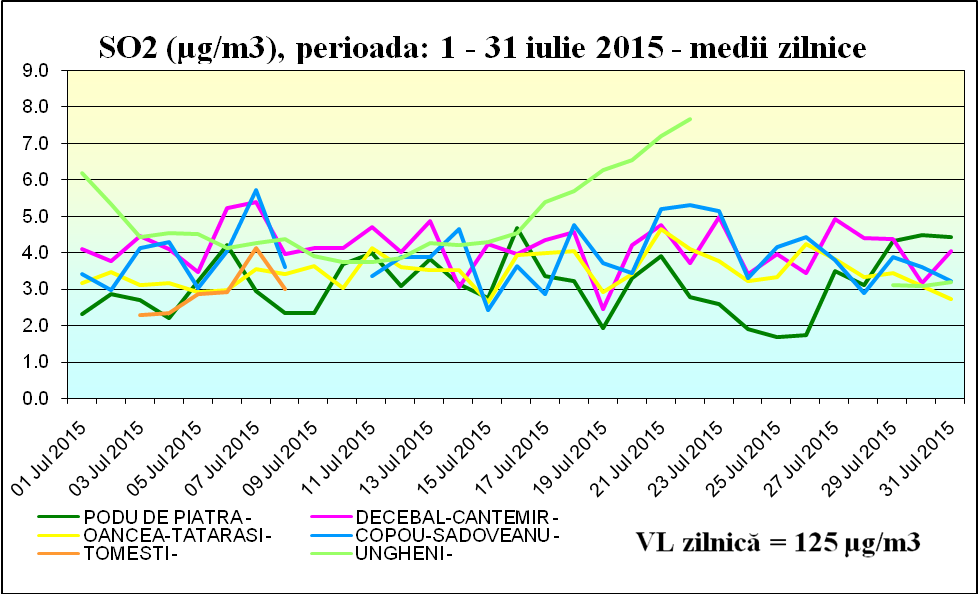 SO2 (µg/m3), perioada: 1 - 31 iulie 2015 - medii zilnice
9.0
8.0
7.0
6.0
5.0
4.0
3.0
2.0
1.0
0.0
01 Jul 2015
03 Jul 2015
05 Jul 2015
07 Jul 2015
09 Jul 2015
11 Jul 2015
13 Jul 2015
15 Jul 2015
17 Jul 2015
19 Jul 2015
21 Jul 2015
23 Jul 2015
25 Jul 2015
27 Jul 2015
29 Jul 2015
31 Jul 2015
PODU DE PIATRA - DECEBAL-CANTEMIR -
OANCEA-TATARASI - COPOU-SADOVEANU -
TOMESTI - UNGHENI -
VL zilnică = 125 µg/m3